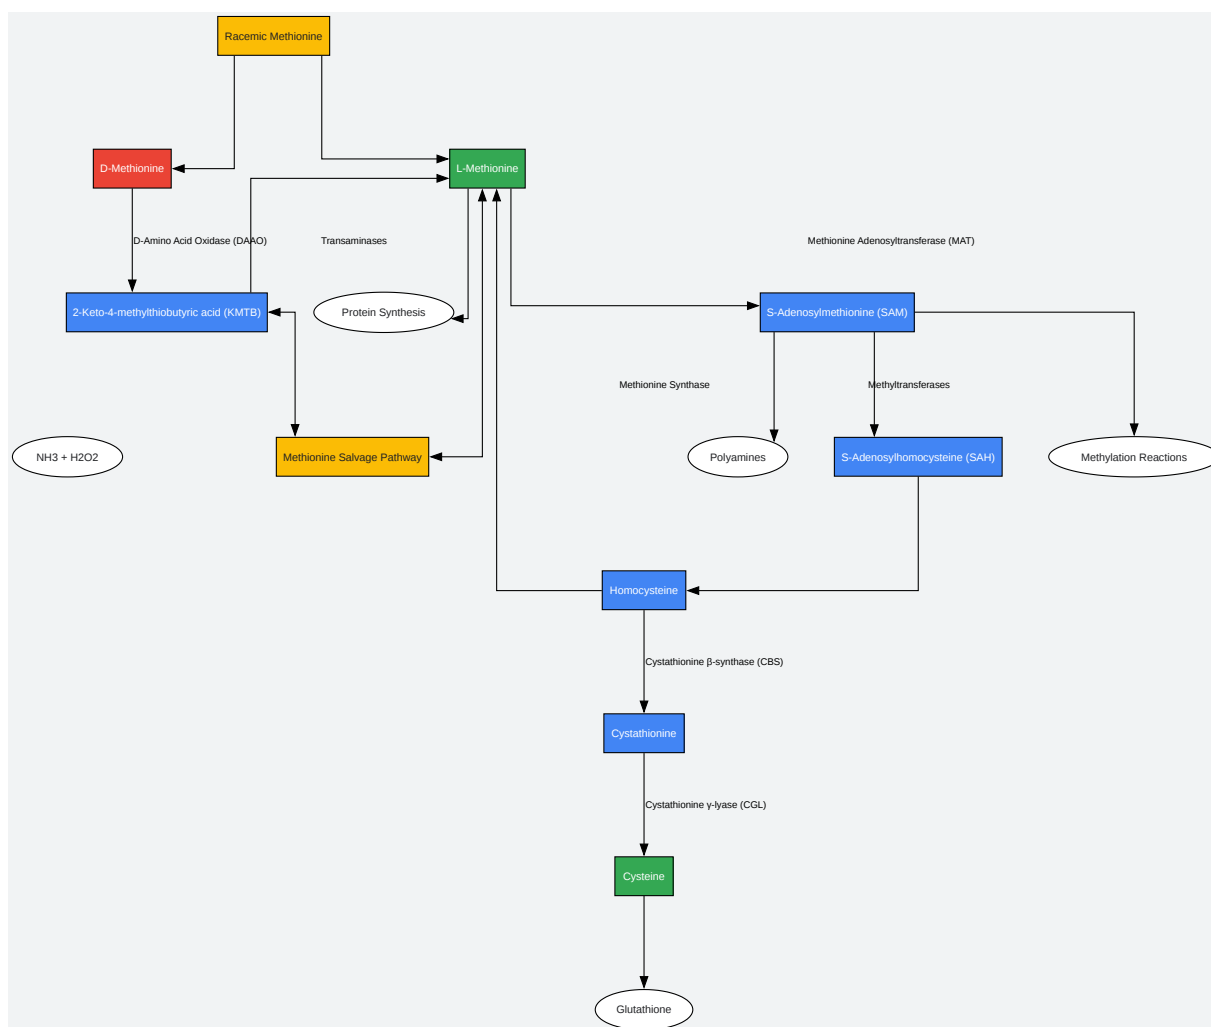 Racemic Methionine
D-Methionine
L-Methionine
D-Amino Acid Oxidase (DAAO)
Transaminases
Methionine Adenosyltransferase (MAT)
2-Keto-4-methylthiobutyric acid (KMTB)
Protein Synthesis
S-Adenosylmethionine (SAM)
Methionine Synthase
Methyltransferases
NH3 + H2O2
Methionine Salvage Pathway
Polyamines
S-Adenosylhomocysteine (SAH)
Methylation Reactions
Homocysteine
Cystathionine β-synthase (CBS)
Cystathionine
Cystathionine γ-lyase (CGL)
Cysteine
Glutathione